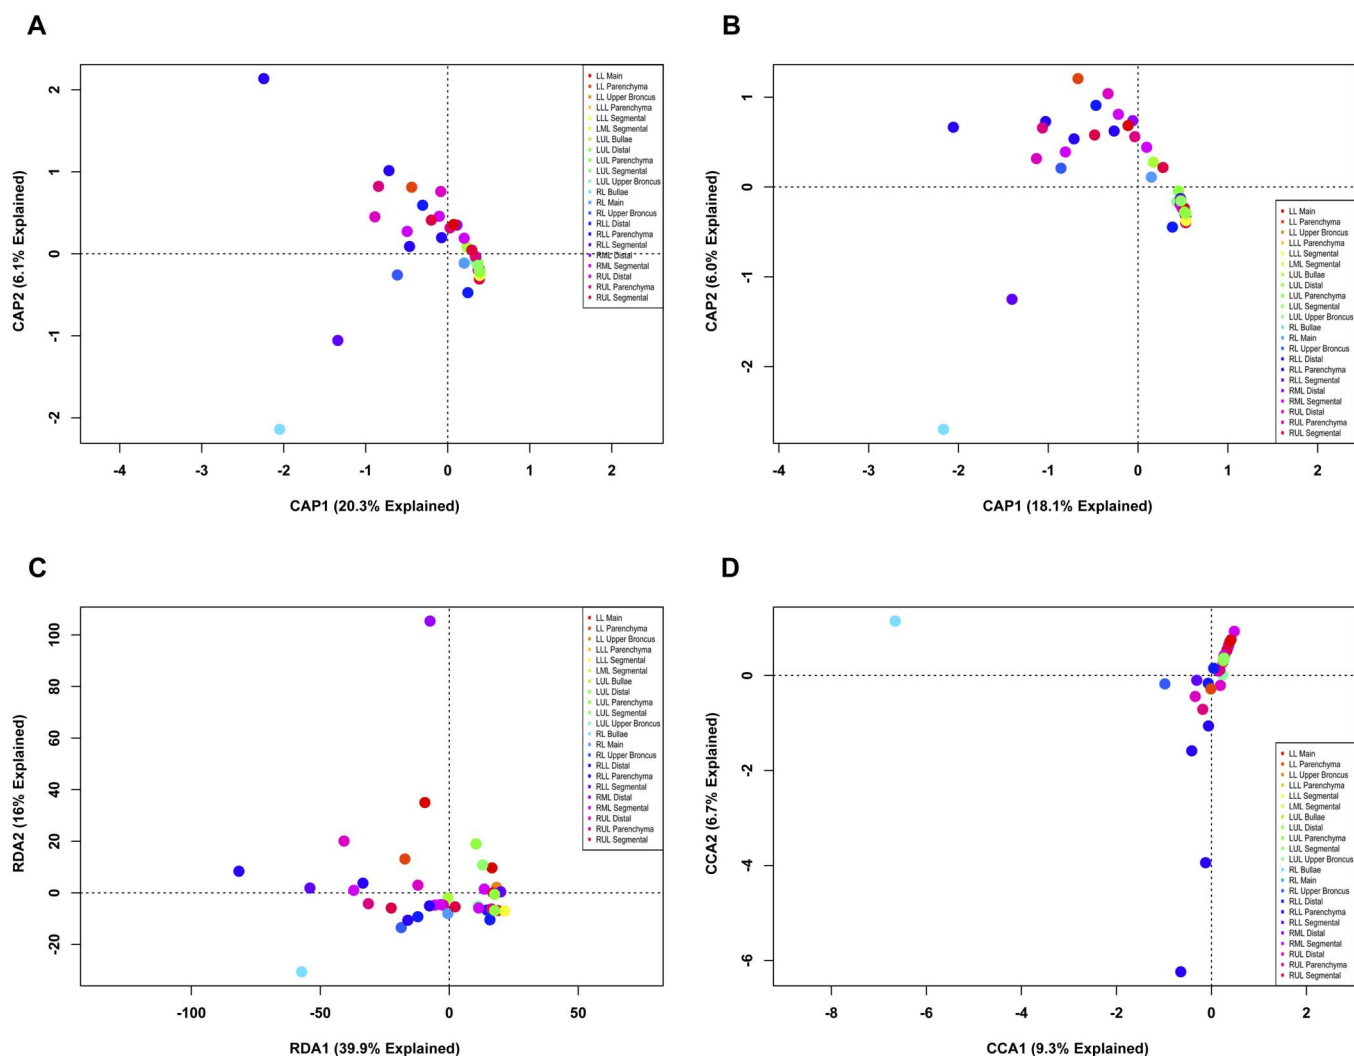 A
CAP2 (6.1% Explained)
2
1
0
-1
-2
-4
-3
-2
-1
0
1
2
CAP1 (20.3% Explained)
LL Main
LL Parenchyma
LL Upper Broncus
LLL Parenchyma
LLL Segmental
LML Segmental
LUL Bullae
LUL Distal
LUL Parenchyma
LUL Segmental
LUL Upper Broncus
RL Bullae
RL Main
RL Upper Broncus
RLL Distal
RLL Parenchyma
RLL Segmental
RML Distal
RML Segmental
RUL Distal
RUL Parenchyma
RUL Segmental
B
CAP2 (6.0% Explained)
1
0
-1
-2
-4
-3
-2
-1
0
1
2
CAP1 (18.1% Explained)
LL Main
LL Parenchyma
LL Upper Broncus
LLL Parenchyma
LLL Segmental
LML Segmental
LUL Bullae
LUL Distal
LUL Parenchyma
LUL Segmental
LUL Upper Broncus
RL Bullae
RL Main
RL Upper Broncus
RLL Distal
RLL Parenchyma
RLL Segmental
RML Distal
RML Segmental
RUL Distal
RUL Parenchyma
RUL Segmental
C
RDA2 (16% Explained)
100
80
60
40
20
0
-20
-100
-50
0
50
RDA1 (39.9% Explained)
LL Main
LL Parenchyma
LL Upper Broncus
LLL Parenchyma
LLL Segmental
LML Segmental
LUL Bullae
LUL Distal
LUL Parenchyma
LUL Segmental
LUL Upper Broncus
RL Bullae
RL Main
RL Upper Broncus
RLL Distal
RLL Parenchyma
RLL Segmental
RML Distal
RML Segmental
RUL Distal
RUL Parenchyma
RUL Segmental
D
CCA2 (6.7% Explained)
0
-2
-4
-6
-8
-6
-4
-2
0
2
CCA1 (9.3% Explained)
LL Main
LL Parenchyma
LL Upper Broncus
LLL Parenchyma
LLL Segmental
LML Segmental
LUL Bullae
LUL Distal
LUL Parenchyma
LUL Segmental
LUL Upper Broncus
RL Bullae
RL Main
RL Upper Broncus
RLL Distal
RLL Parenchyma
RLL Segmental
RML Distal
RML Segmental
RUL Distal
RUL Parenchyma
RUL Segmental